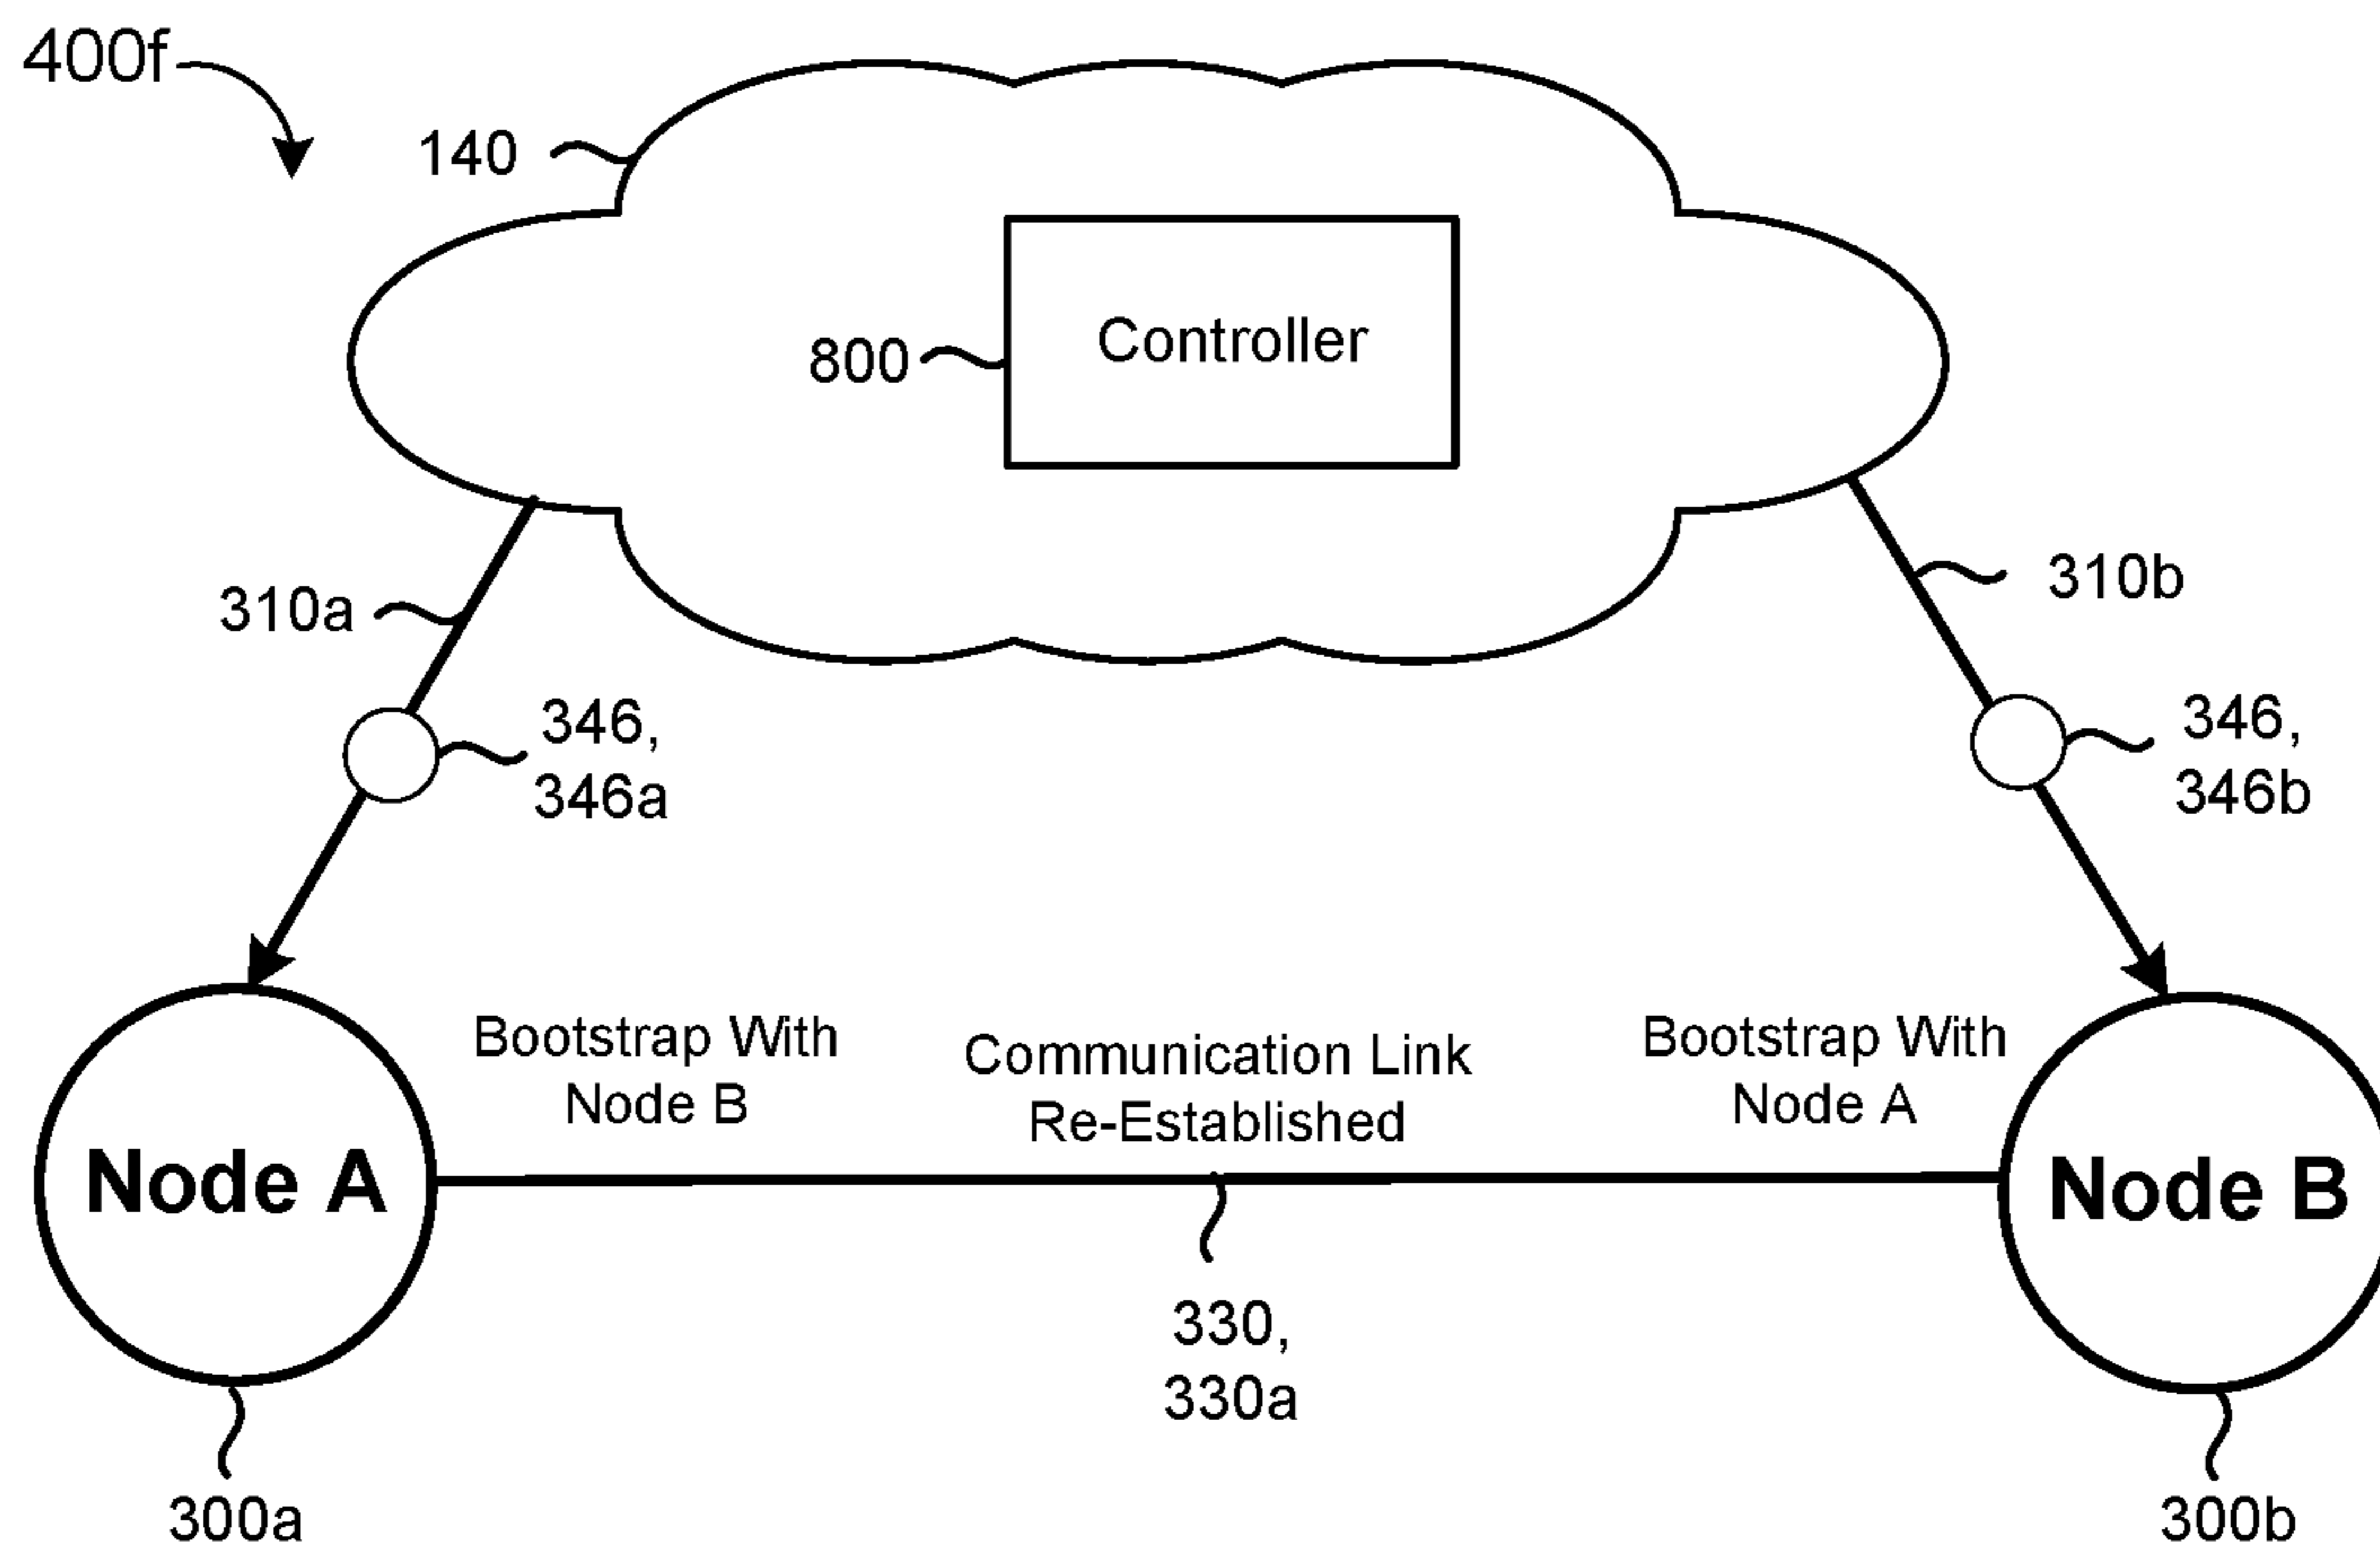 400f
140
Controller
800
310a
310b
346,
346a
346,
346b
Bootstrap With
Node B
Communication Link
Re-Established
Bootstrap With
Node A
Node A
Node B
330,
330a
300a
300b